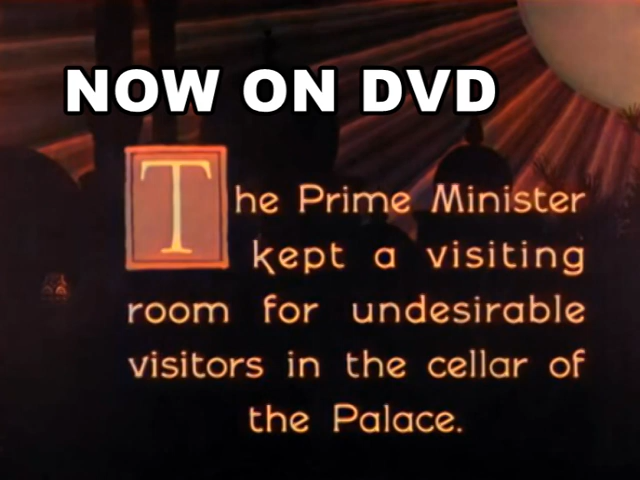 NOW ON DVD
The Prime Minister
kept a visiting
room for undesirable
visitors in the cellar of
the Palace.